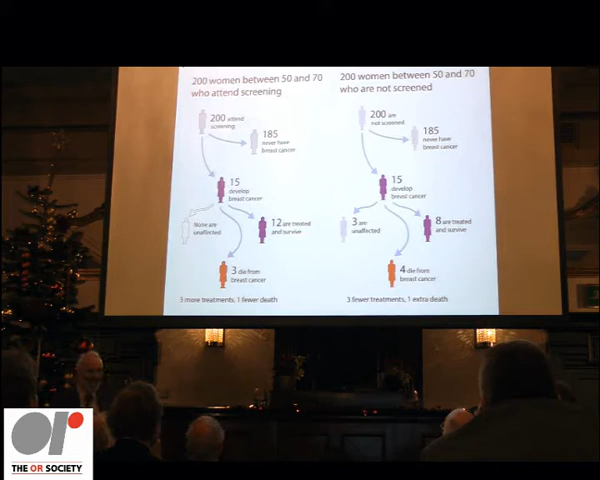 200 women between 50 and 70
who attend screening
200 attend
screening
185
never have
breast cancer
15
develop
breast cancer
None are
unaffected
12 are treated
and survive
3 die from
breast cancer
3 more treatments, 1 fewer death
200 women between 50 and 70
who are not screened
200 are
not screened
185
never have
breast cancer
15
develop
breast cancer
3 are
unaffected
8 are treated
and survive
4 die from
breast cancer
3 fewer treatments, 1 extra death
or
THE OR SOCIETY